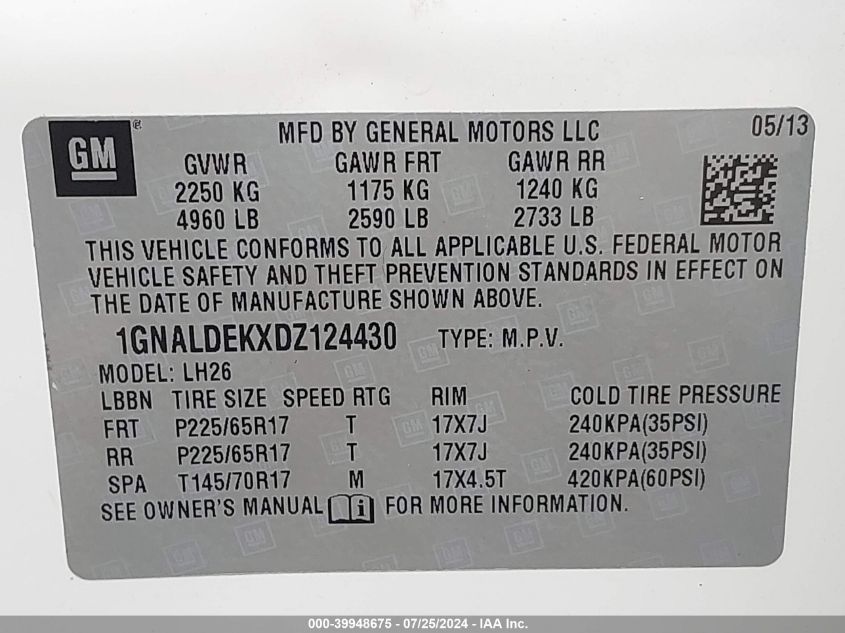 GM ® MFD BY GENERAL MOTORS LLC 05/13
GVWR GAWR FRT GAWR RR
2250 KG 1175 KG 1240 KG
4960 LB 2590 LB 2733 LB
THIS VEHICLE CONFORMS TO ALL APPLICABLE U.S. FEDERAL MOTOR
VEHICLE SAFETY AND THEFT PREVENTION STANDARDS IN EFFECT ON
THE DATE OF MANUFACTURE SHOWN ABOVE.
1GNALDEKXDZ124430 TYPE: M.P.V.
MODEL: LH26
LBBN TIRE SIZE SPEED RTG RIM COLD TIRE PRESSURE
FRT P225/65R17 T 17X7J 240KPA(35PSI)
RR P225/65R17 T 17X7J 240KPA(35PSI)
SPA T145/70R17 M 17X4.5T 420KPA(60PSI)
SEE OWNER'S MANUAL FOR MORE INFORMATION.
000-39948675 - 07/25/2024 - IAA Inc.